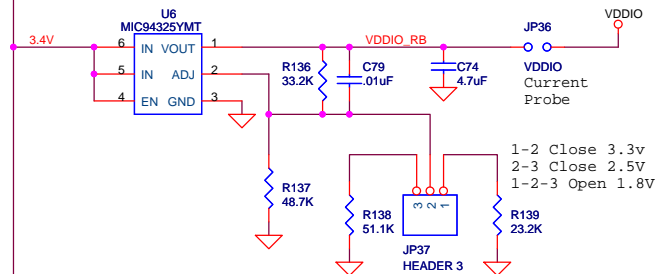 U6
MIC94325YMT
3.4V
6 IN VOUT 1
5 IN ADJ 2
4 EN GND 3
VDDIO_RB
R136
33.2K
C79
.01uF
C74
4.7uF
JP36
VDDIO
VDDIO
Current
Probe
1-2 Close 3.3v
2-3 Close 2.5V
1-2-3 Open 1.8V
R137
48.7K
R138
51.1K
3 2 1
JP37
HEADER 3
R139
23.2K